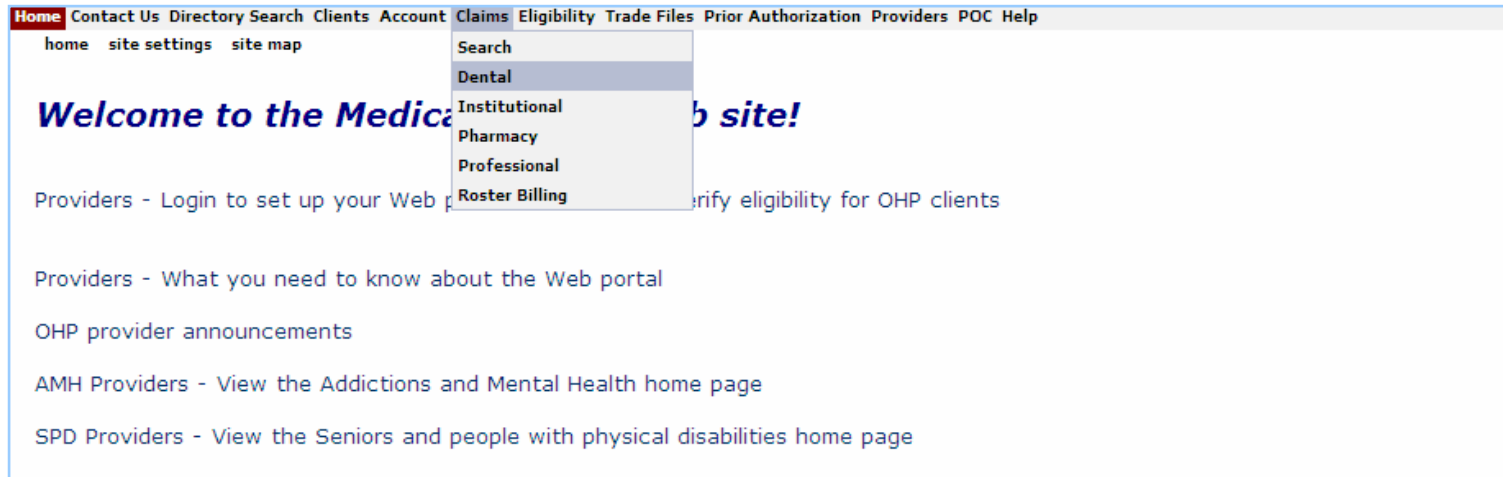 Home Contact Us Directory Search Clients Account Claims Eligibility Trade Files Prior Authorization Providers POC Help
home site settings site map
Search
Dental
Institutional
Pharmacy
Professional
Roster Billing
Welcome to the site!
Providers - Login to set up your Web eligibility for OHP clients
Providers - What you need to know about the Web portal
OHP provider announcements
AMH Providers - View the Addictions and Mental Health home page
SPD Providers - View the Seniors and people with physical disabilities home page